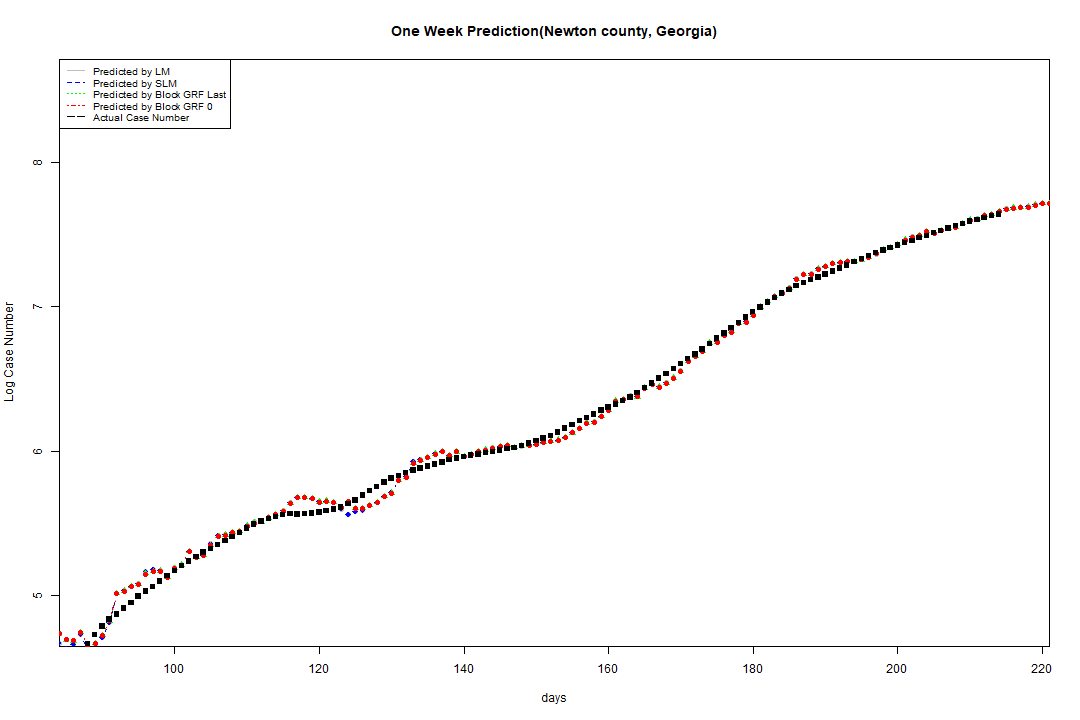 One Week Prediction(Newton county, Georgia)
Predicted by LM
Predicted by SLM
Predicted by Block GRF Last
Predicted by Block GRF 0
Actual Case Number
8
7
6
5
Log Case Number
100 120 140 160 180 200 220
days